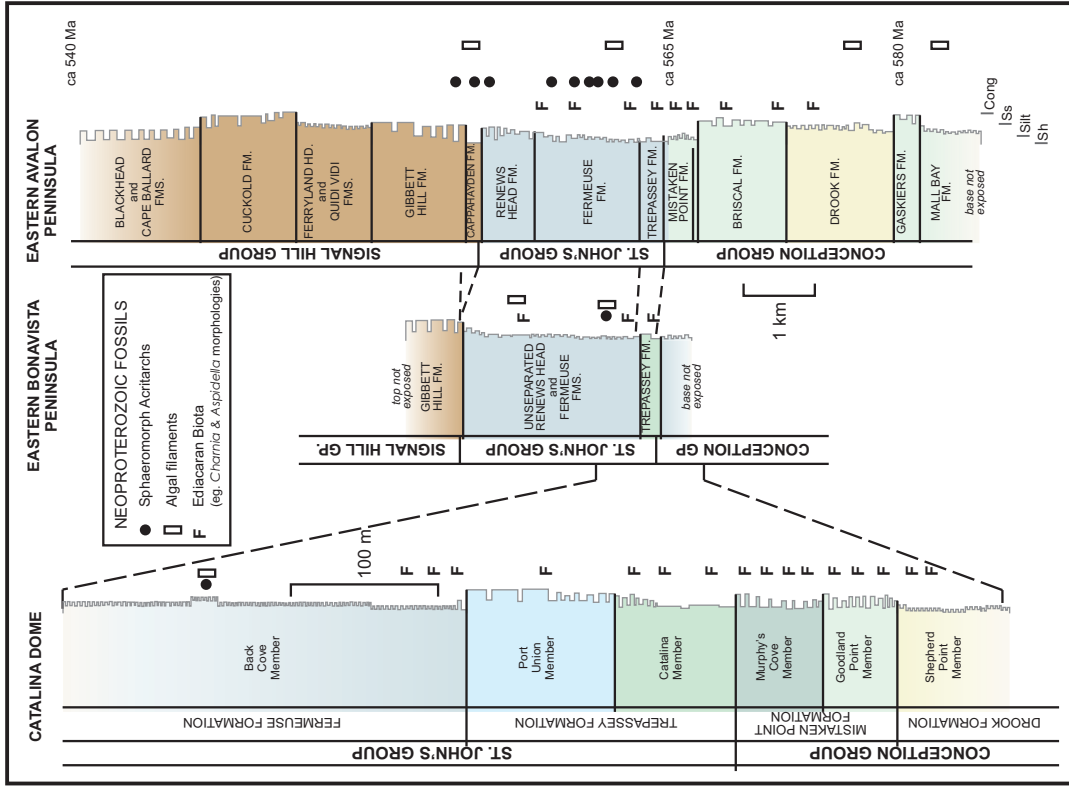 CATALINA DOME
EASTERN BONAVISTA
PENINSULA
EASTERN AVALON
PENINSULA
NEOPROTEROZOIC FOSSILS
Sphaeromorph Acritarchs
Algal filaments
F Ediacaran Biota
(eg. Charnia & Aspidella morphologies)
ST. JOHN'S GROUP
CONCEPTION GROUP
FERMEUSE FORMATION
TREPASSEY FORMATION
MISTAKEN POINT
FORMATION
DROOK FORMATION
Back
Cove
Member
Port
Union
Member
Catalina
Member
Murphy's
Cove
Member
Goodland
Point
Member
Shepherd
Point
Member
100 m
F
F
F
F
F
F
F
F
F
F
F
F
F
F
SIGNAL HILL GP.
ST. JOHN'S GROUP
CONCEPTION GP
top not
exposed
GIBBETT
HILL FM.
UNSEPARATED
RENEWS HEAD
and
FERMEUSE
FMS.
TREPASSEY FM.
base not
exposed
F
F
F
1 km
SIGNAL HILL GROUP
ST. JOHN'S GROUP
CONCEPTION GROUP
BLACKHEAD
and
CAPE BALLARD
FMS.
CUCKOLD FM.
FERRYLAND HD.
and
QUIDI VIDI
FMS.
GIBBETT
HILL FM.
CAPPAHAYDEN FM.
RENEWS
HEAD FM.
FERMEUSE
FM.
TREPASSEY FM.
MISTAKEN
POINT FM.
BRISCAL FM.
DROOK FM.
GASKIERS FM.
MALL BAY
FM.
base not
exposed
F
F
F
F
F
F
F
F
F
Cong
Ss
Silt
Sh
ca 540 Ma
ca 565 Ma
ca 580 Ma